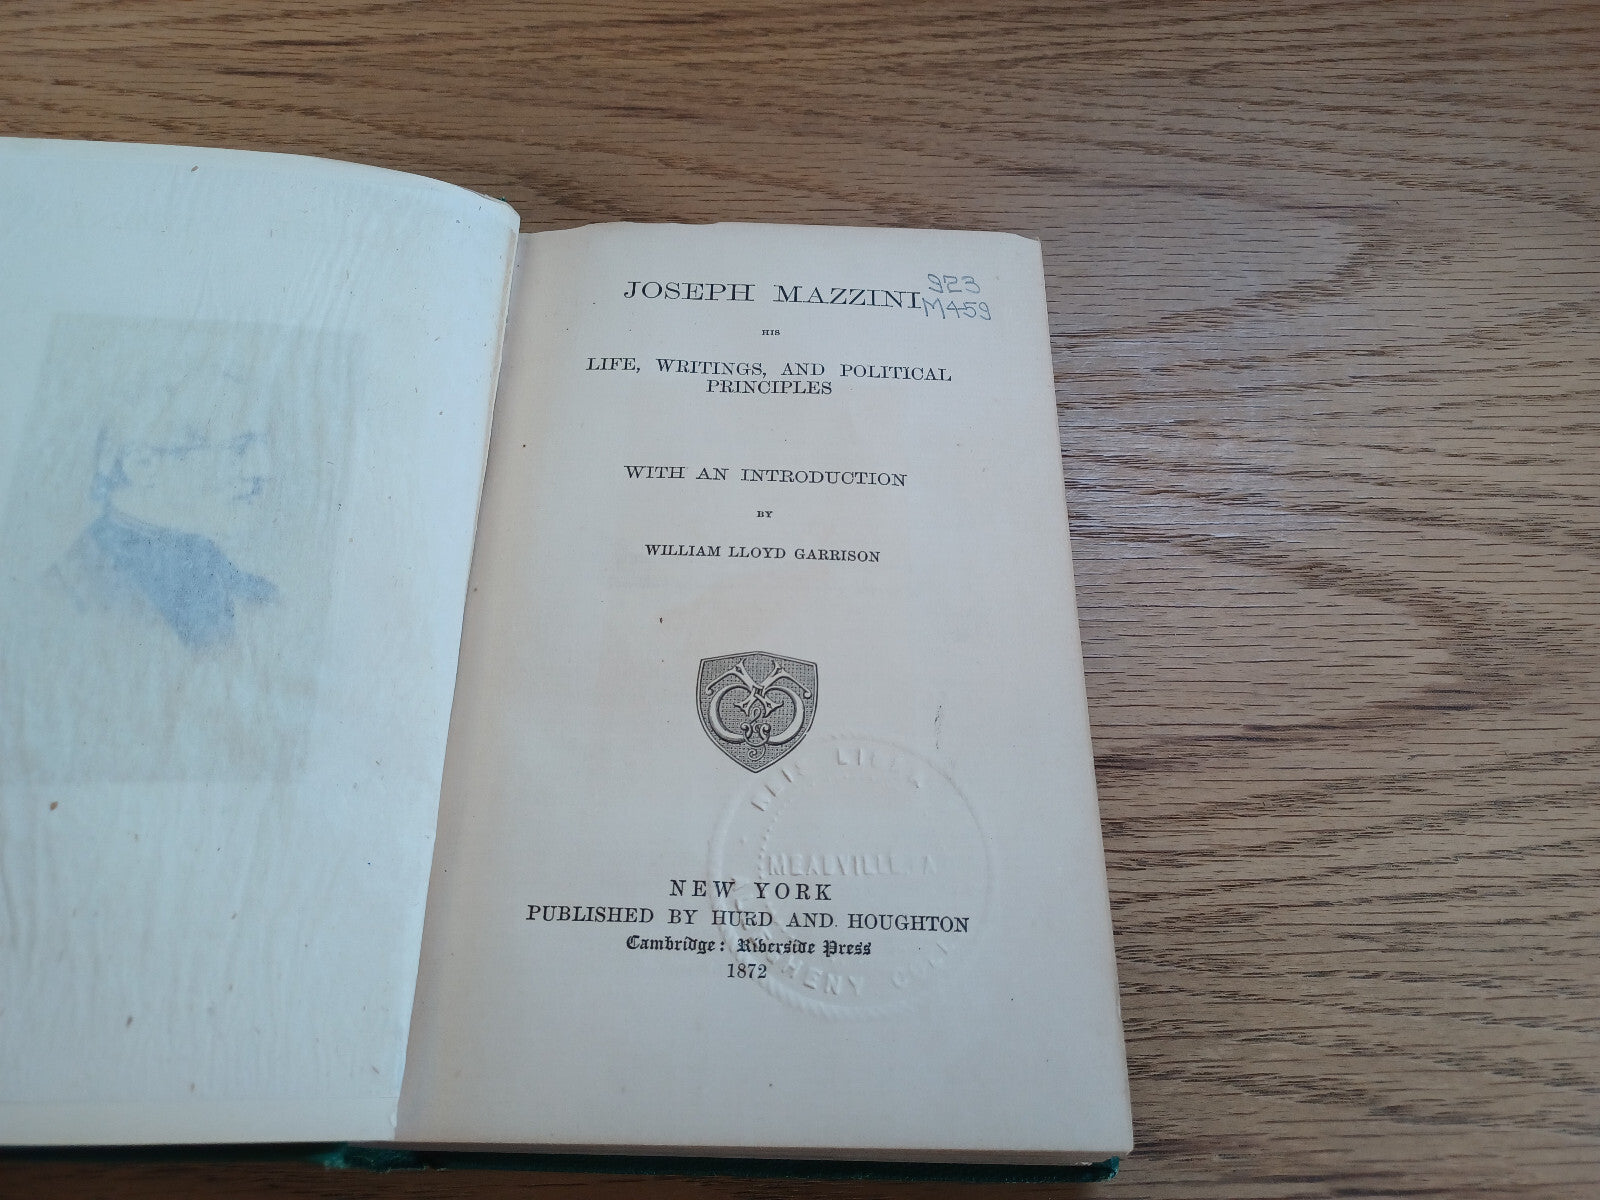 JOSEPH MAZZINI
923
M459
HIS
LIFE, WRITINGS, AND POLITICAL
PRINCIPLES
WITH AN INTRODUCTION
BY
WILLIAM LLOYD GARRISON
NEW YORK
PUBLISHED BY HURD AND HOUGHTON
Cambridge: Riverside Press
1872